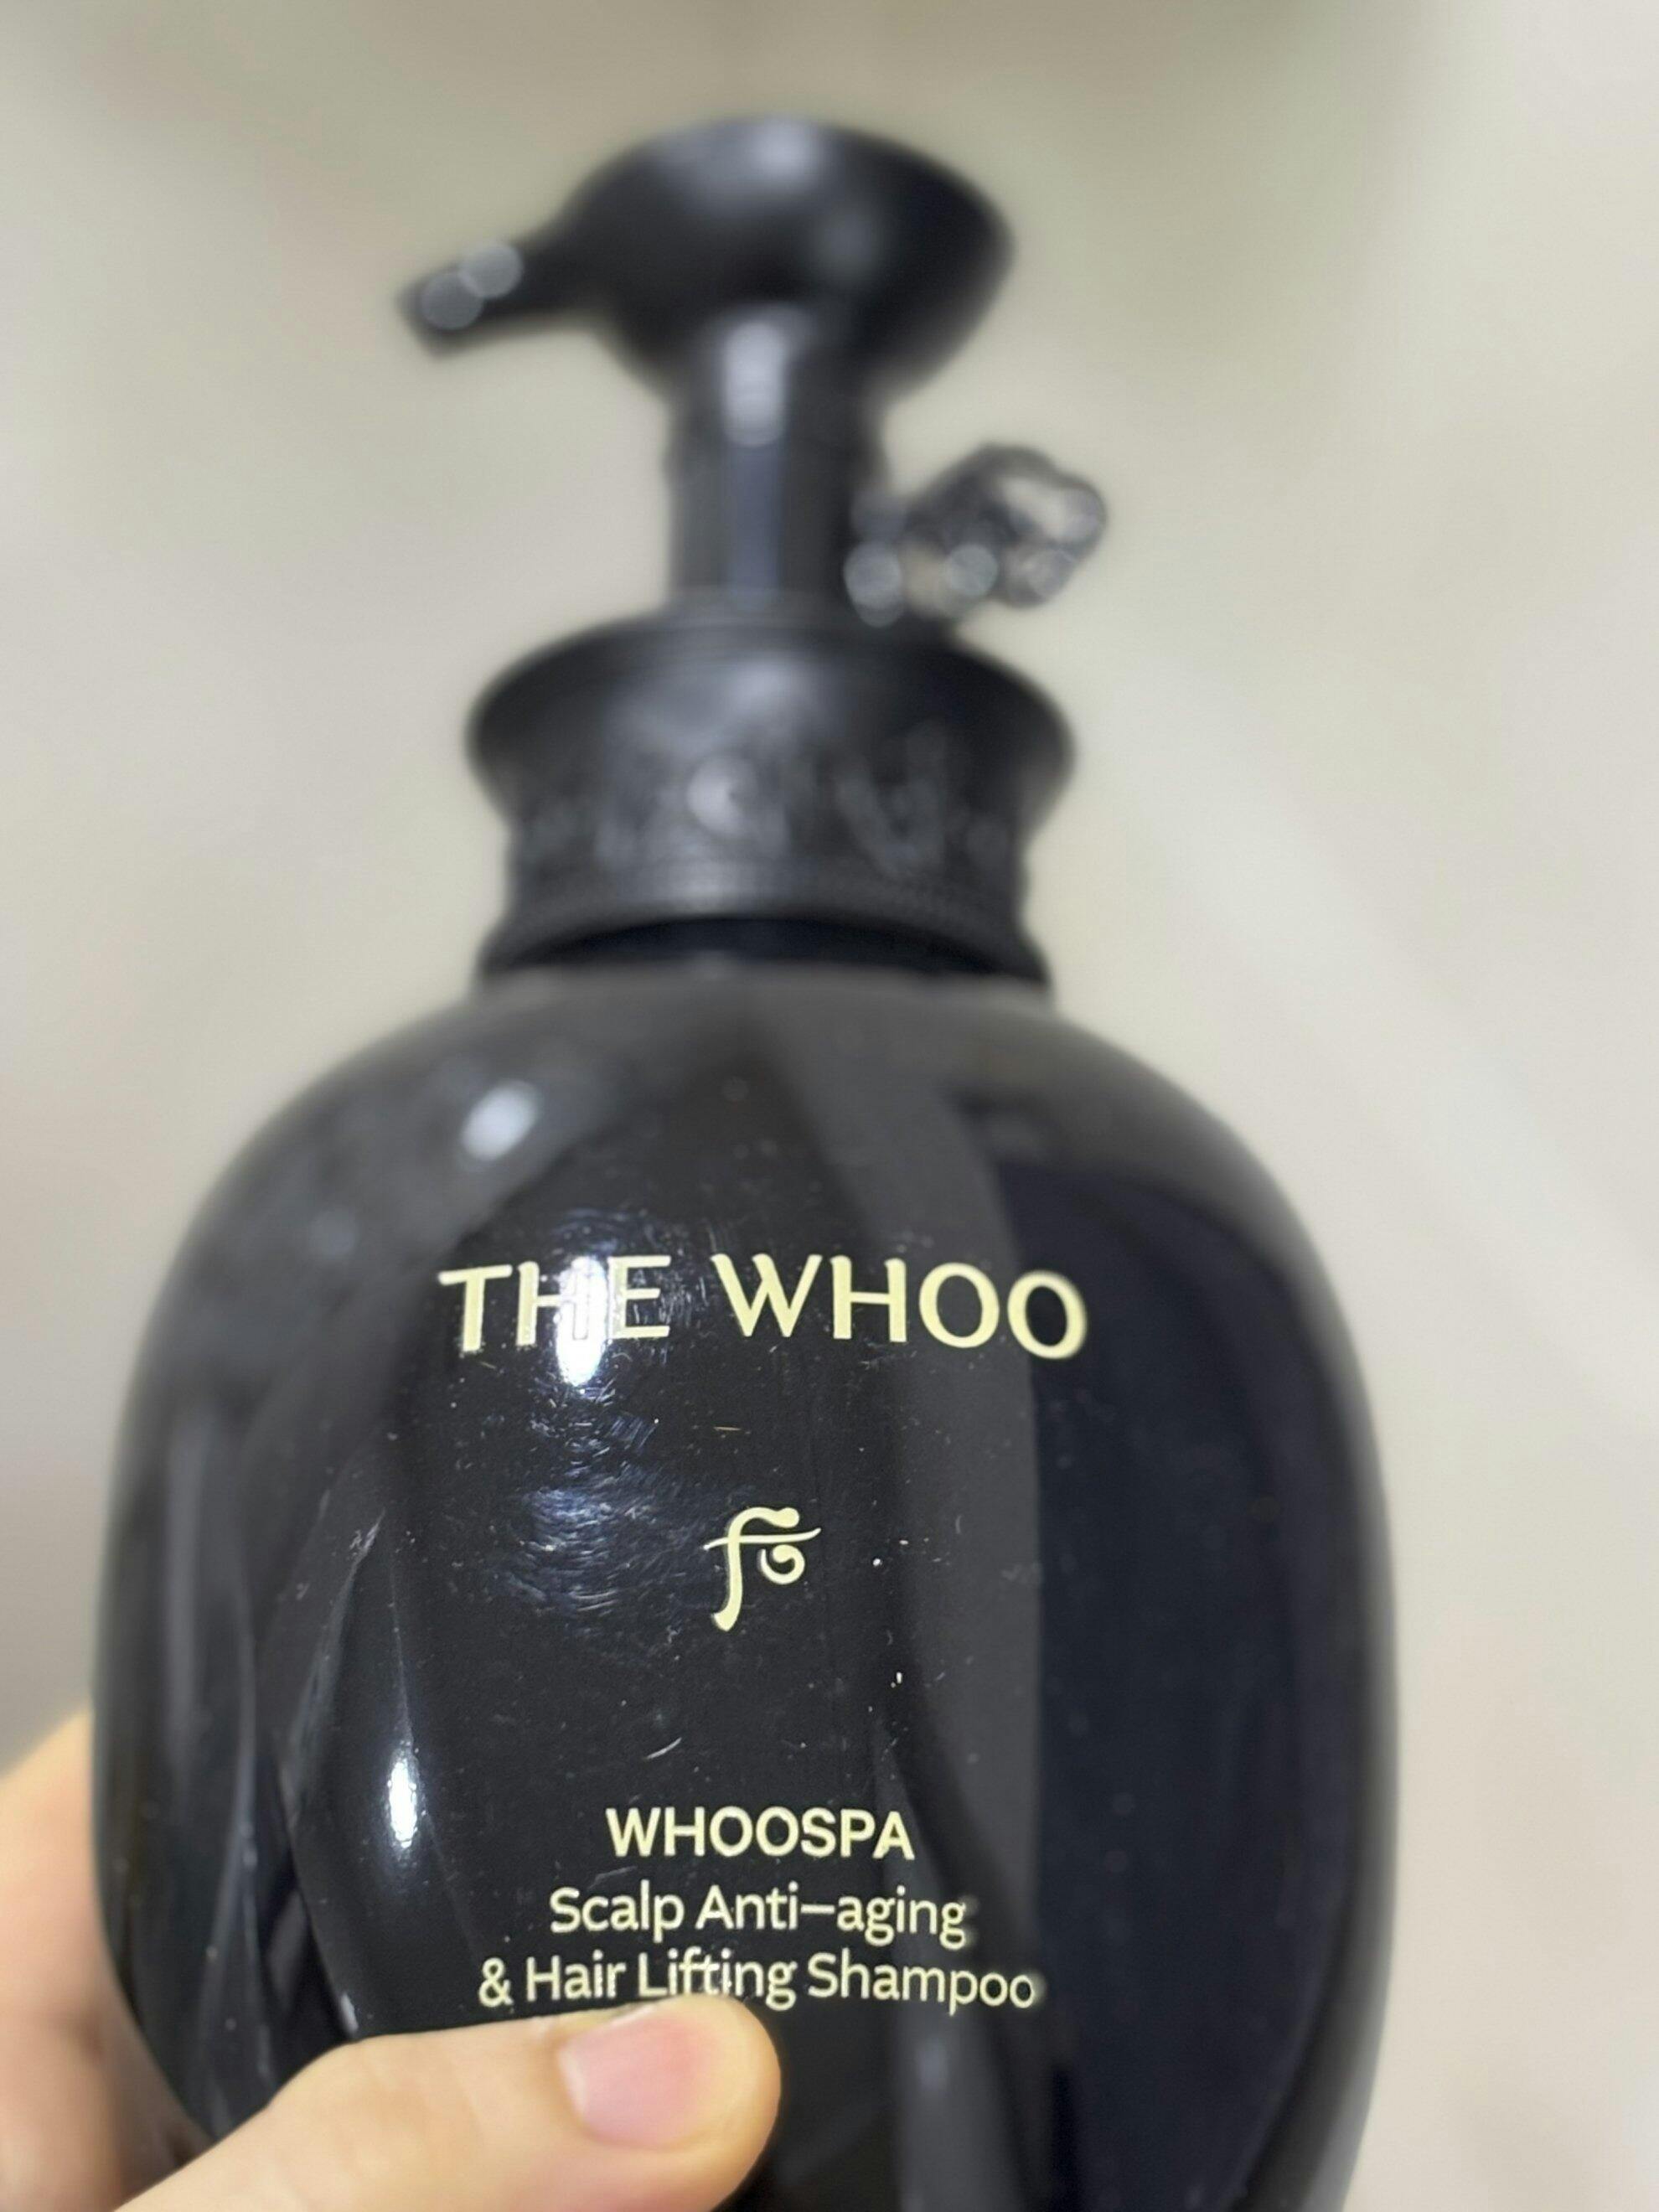 THE WHOO
WHOOSPA
Scalp Anti-aging
& Hair Lifting Shampoo